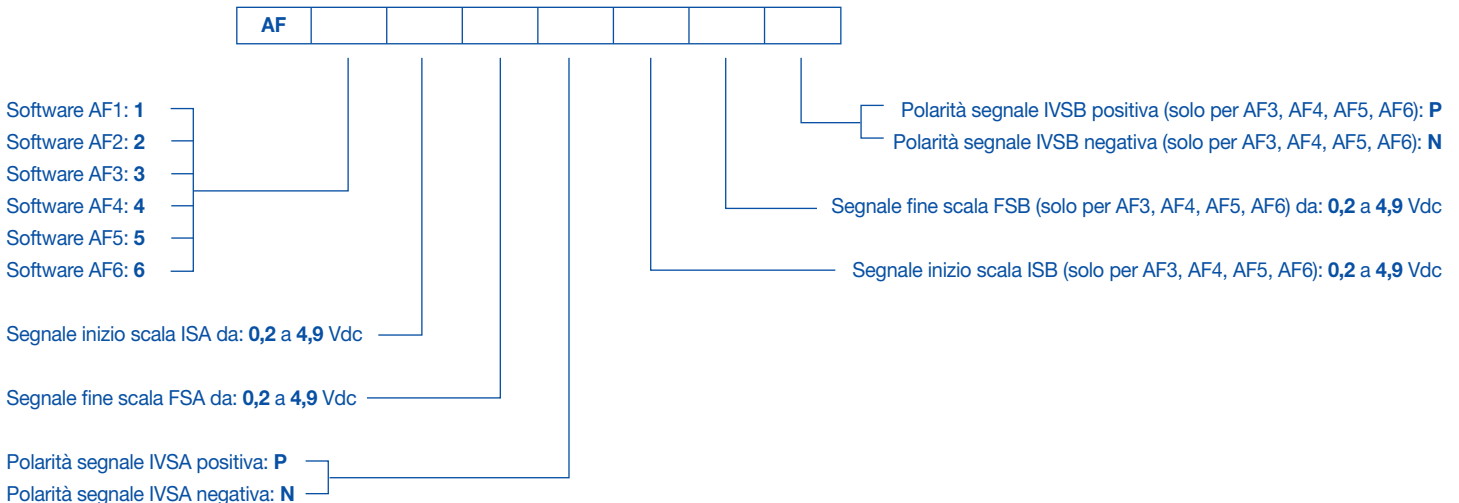 AF
Software AF1: 1
Software AF2: 2
Software AF3: 3
Software AF4: 4
Software AF5: 5
Software AF6: 6
Segnale inizio scala ISA da: 0,2 a 4,9 Vdc
Segnale fine scala FSA da: 0,2 a 4,9 Vdc
Polarità segnale IVSA positiva: P
Polarità segnale IVSA negativa: N
Polarità segnale IVSB positiva (solo per AF3, AF4, AF5, AF6): P
Polarità segnale IVSB negativa (solo per AF3, AF4, AF5, AF6): N
Segnale fine scala FSB (solo per AF3, AF4, AF5, AF6) da: 0,2 a 4,9 Vdc
Segnale inizio scala ISB (solo per AF3, AF4, AF5, AF6): 0,2 a 4,9 Vdc